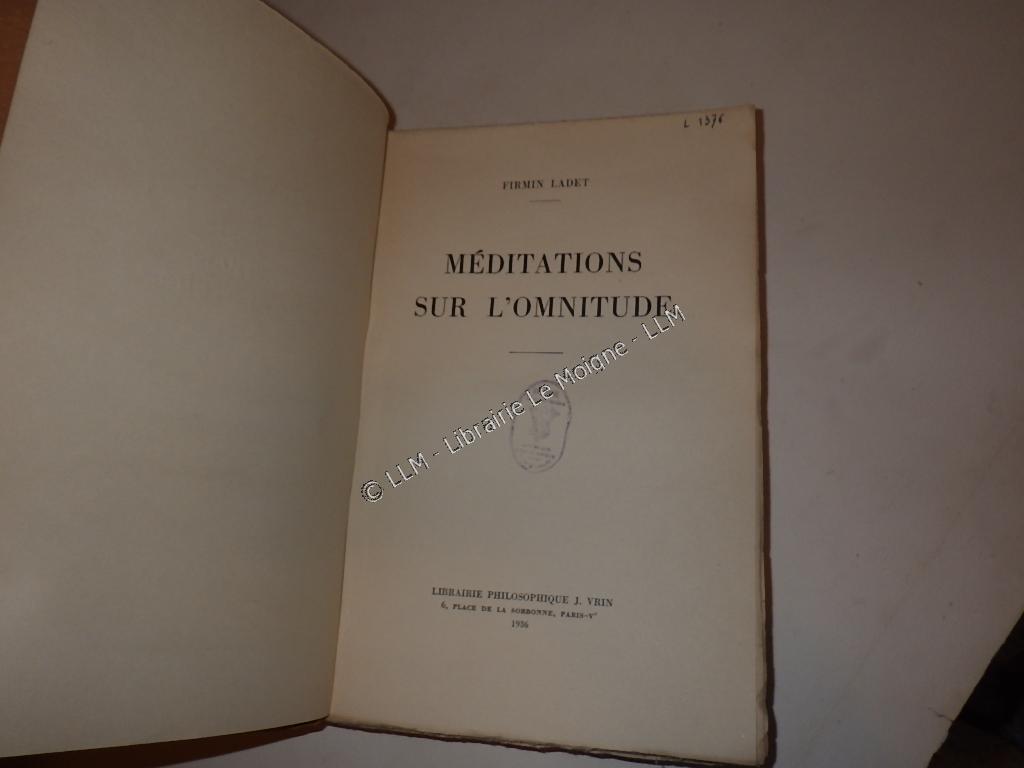 L 1376
FIRMIN LADET
MÉDITATIONS
SUR L'OMNITUDE
© LLM - Librairie Le Moigne - LLM
LIBRAIRIE PHILOSOPHIQUE J. VRIN
6, PLACE DE LA SORBONNE, PARIS-Vᵉ
1936